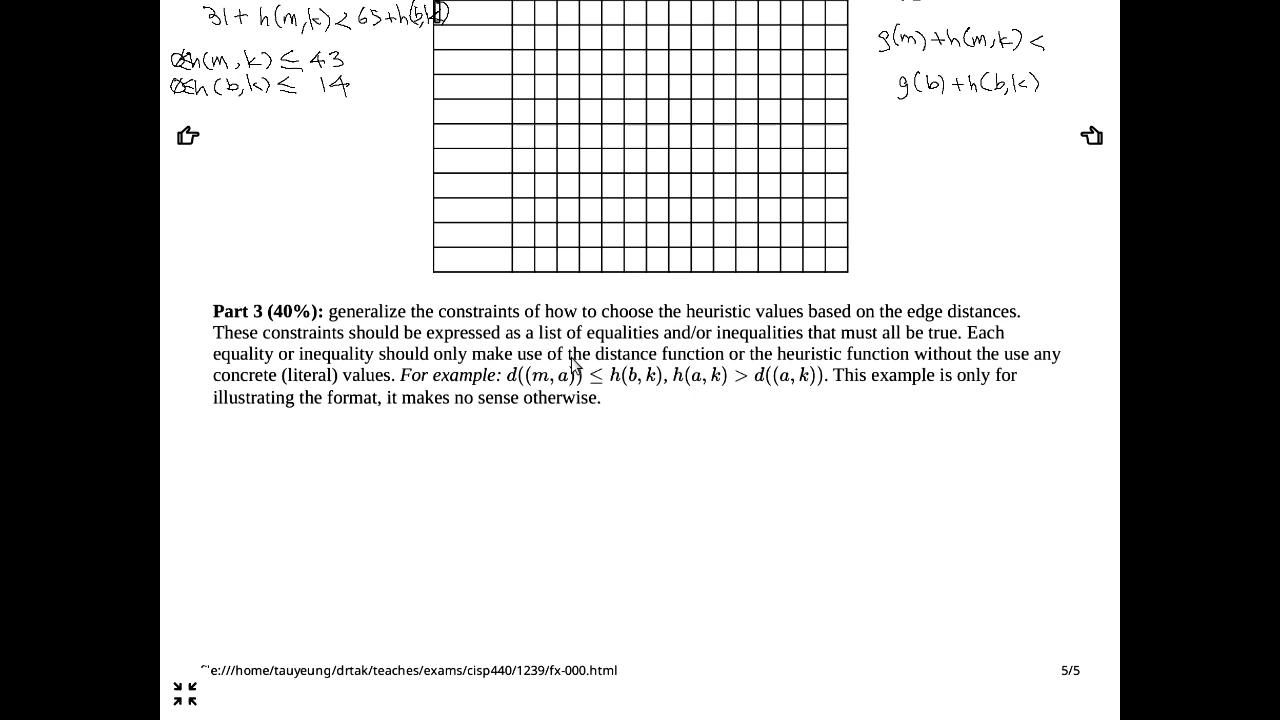 31 + h(m,k) < 65 + h(b,k)
h(m,k) ≤ 43
h(b,k) ≤ 14
g(m) + h(m,k) <
g(b) + h(b,k)
Part 3 (40%): generalize the constraints of how to choose the heuristic values based on the edge distances.
These constraints should be expressed as a list of equalities and/or inequalities that must all be true. Each
equality or inequality should only make use of the distance function or the heuristic function without the use any
concrete (literal) values. For example: d((m, a)) ≤ h(b, k), h(a, k) > d((a, k)). This example is only for
illustrating the format, it makes no sense otherwise.
e:///home/tauyeung/drtak/teaches/exams/cisp440/1239/fx-000.html
5/5